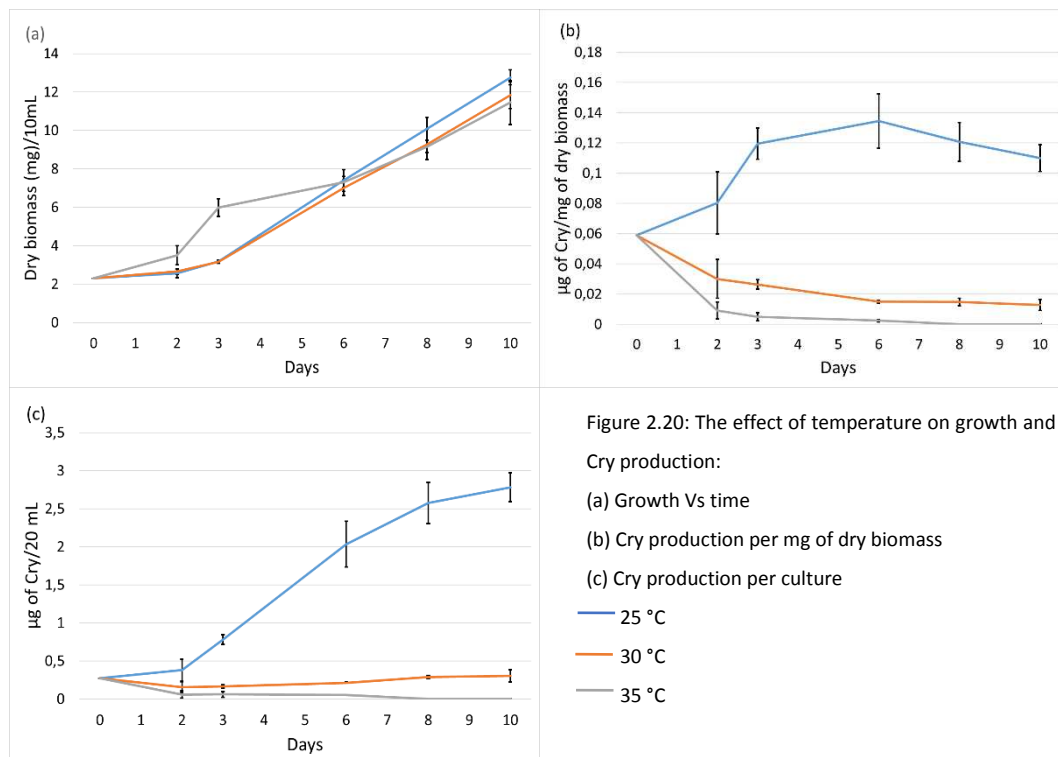 (a)
14
12
10
8
6
4
2
0
Dry biomass (mg)/10mL
0 1 2 3 4 5 6 7 8 9 10
Days
(b)
0,18
0,16
0,14
0,12
0,1
0,08
0,06
0,04
0,02
0
µg of Cry/mg of dry biomass
0 1 2 3 4 5 6 7 8 9 10
Days
(c)
3,5
3
2,5
2
1,5
1
0,5
0
µg of Cry/20 mL
0 1 2 3 4 5 6 7 8 9 10
Days
Figure 2.20: The effect of temperature on growth and
Cry production:
(a) Growth Vs time
(b) Cry production per mg of dry biomass
(c) Cry production per culture
25 °C
30 °C
35 °C